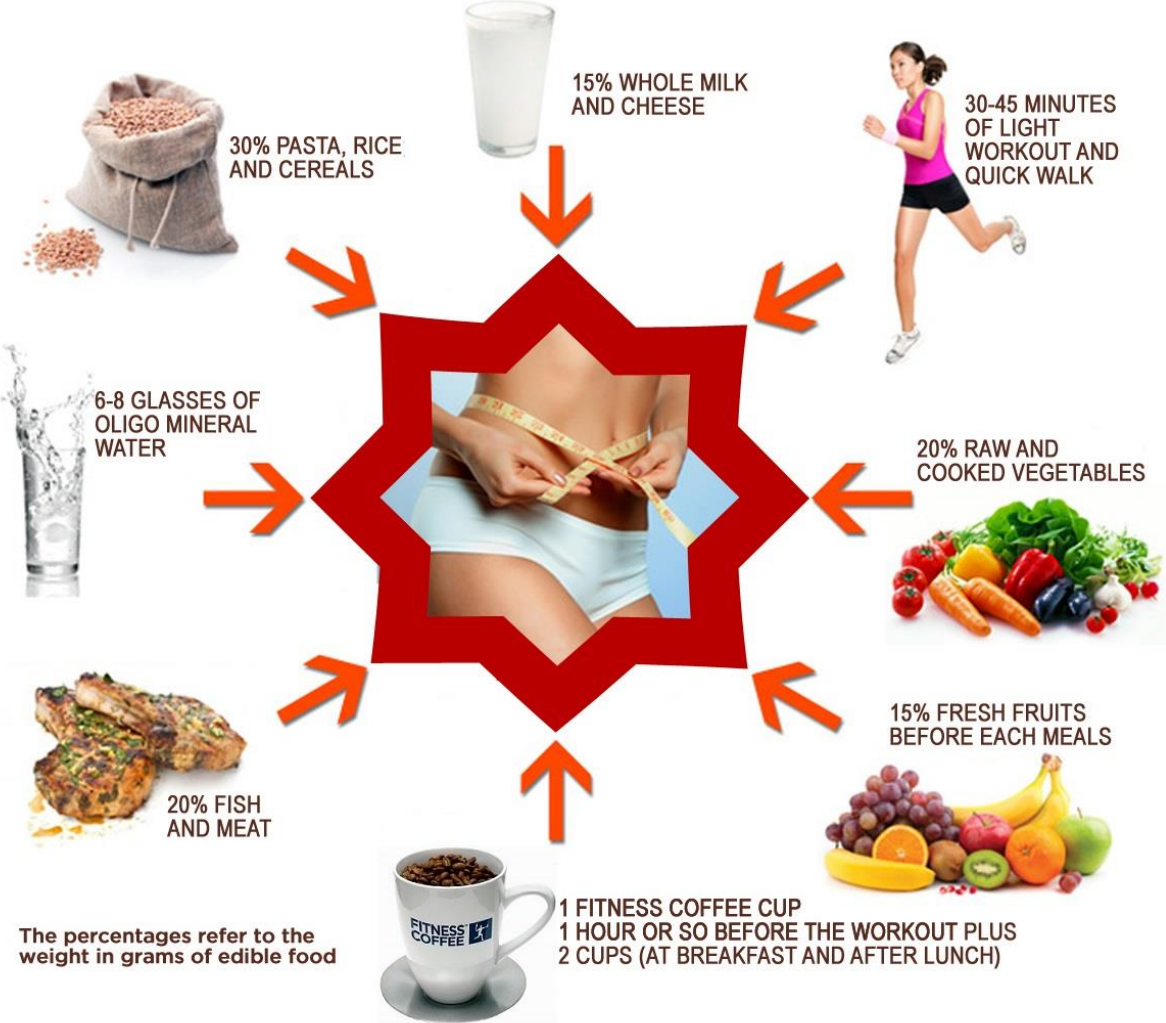 15% WHOLE MILK
AND CHEESE
30-45 MINUTES
OF LIGHT
WORKOUT AND
QUICK WALK
30% PASTA, RICE
AND CEREALS
6-8 GLASSES OF
OLIGO MINERAL
WATER
20% RAW AND
COOKED VEGETABLES
15% FRESH FRUITS
BEFORE EACH MEALS
20% FISH
AND MEAT
FITNESS
COFFEE
1 FITNESS COFFEE CUP
1 HOUR OR SO BEFORE THE WORKOUT PLUS
2 CUPS (AT BREAKFAST AND AFTER LUNCH)
The percentages refer to the
weight in grams of edible food